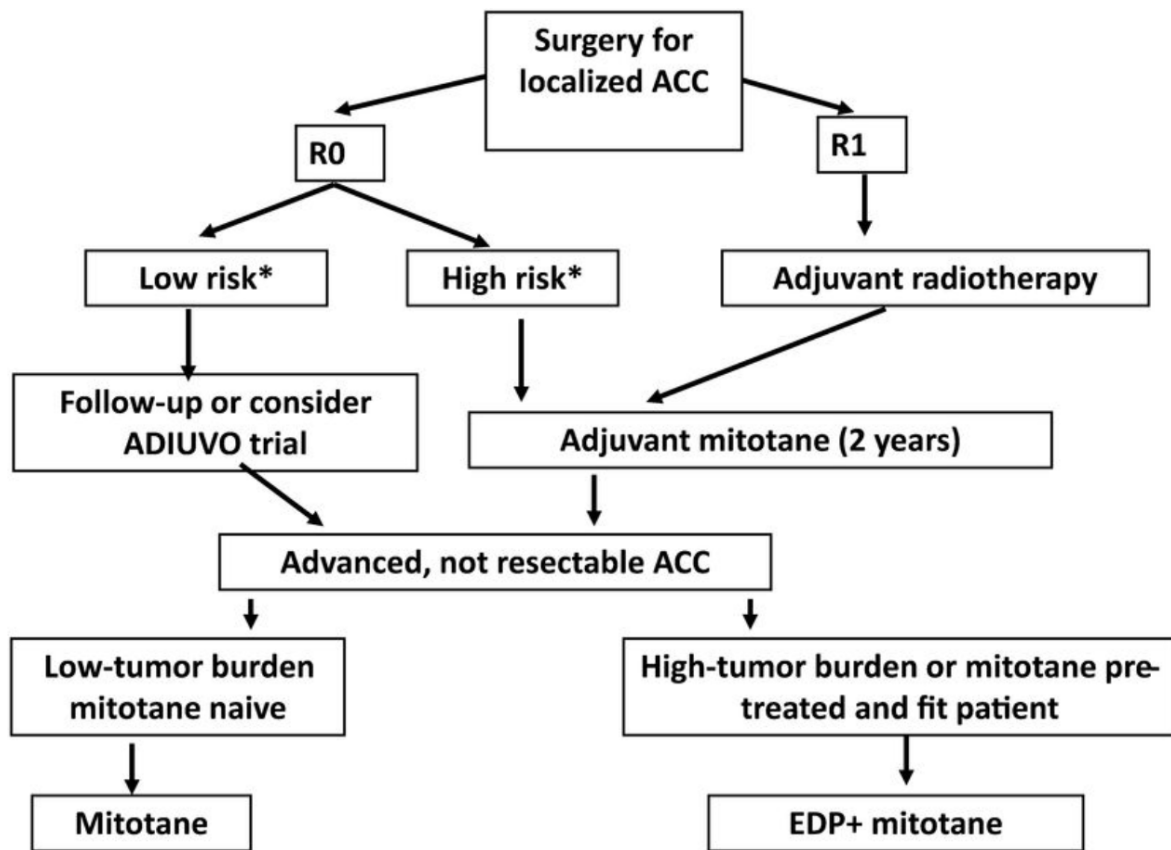 Surgery for
localized ACC
R0
R1
Low risk*
High risk*
Adjuvant radiotherapy
Follow-up or consider
ADIUVO trial
Adjuvant mitotane (2 years)
Advanced, not resectable ACC
Low-tumor burden
mitotane naive
High-tumor burden or mitotane pre-
treated and fit patient
Mitotane
EDP+ mitotane